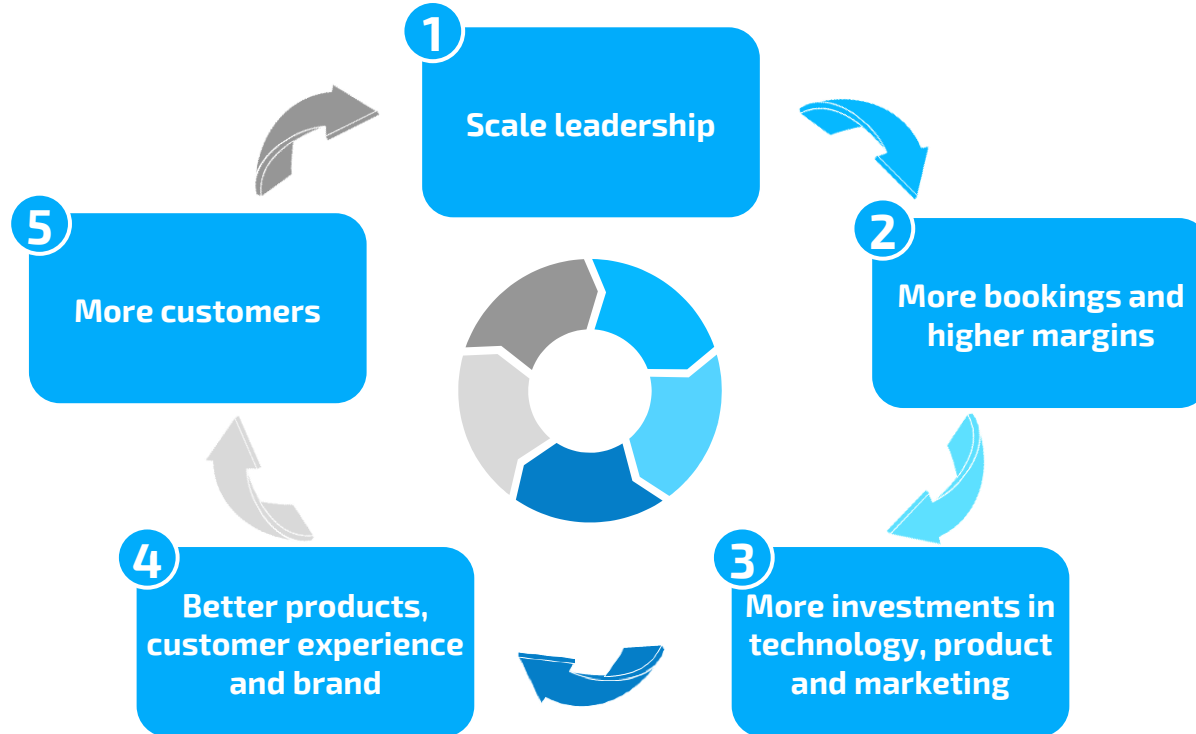 1
Scale leadership
2
More bookings and
higher margins
3
More investments in
technology, product
and marketing
4
Better products,
customer experience
and brand
5
More customers